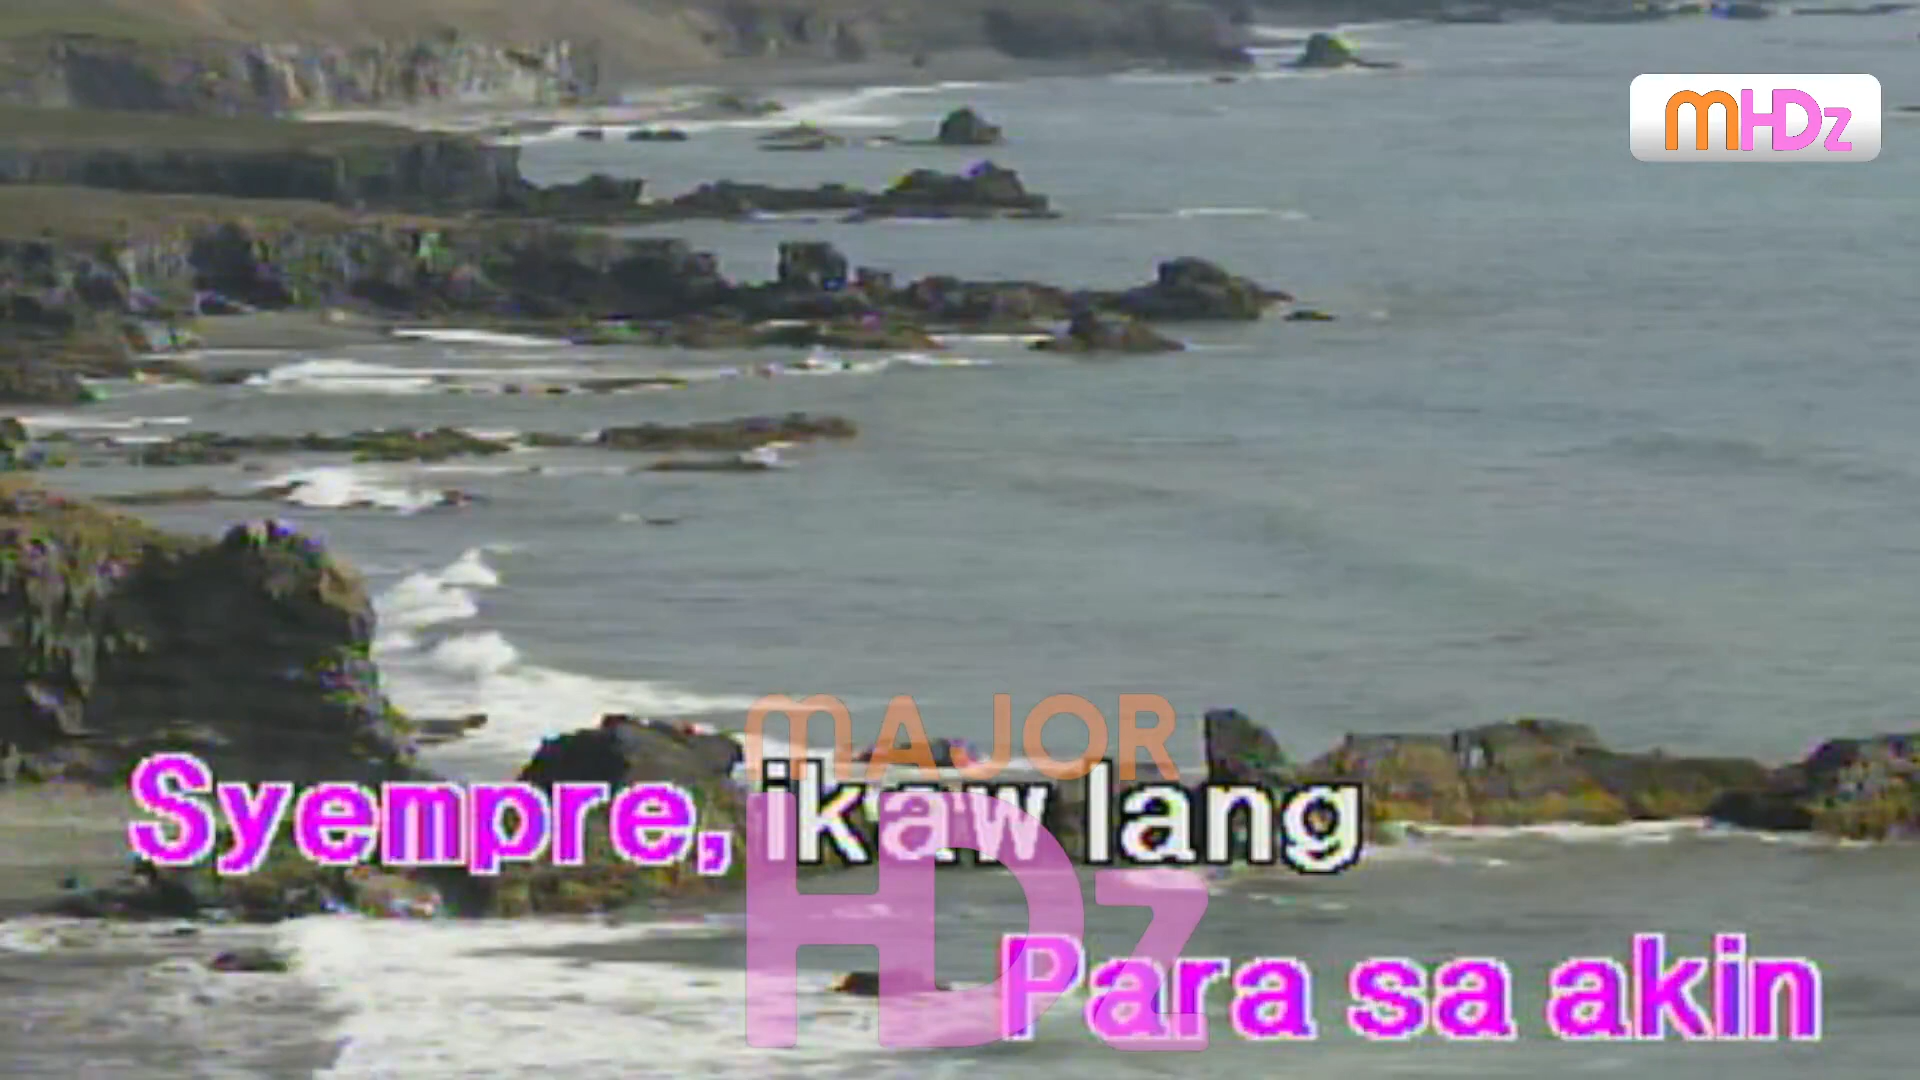 mHDz
MAJOR
Syempre, ikaw lang
HDz
Para sa akin